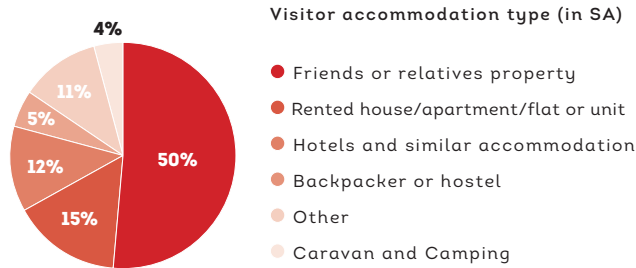 Visitor accommodation type (in SA)
4%
11%
5%
12%
15%
50%
Friends or relatives property
Rented house/apartment/flat or unit
Hotels and similar accommodation
Backpacker or hostel
Other
Caravan and Camping